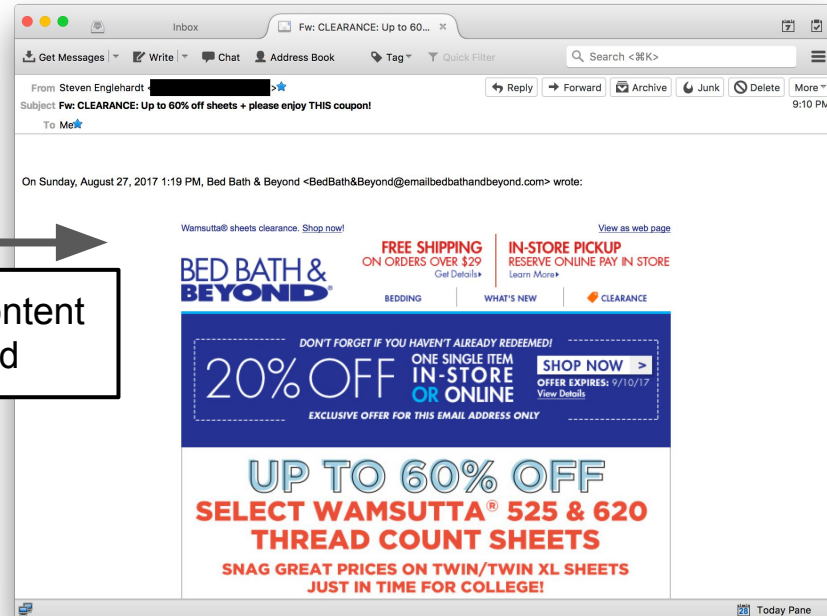 Inbox
Fw: CLEARANCE: Up to 60... ×
7
Get Messages
Write
Chat
Address Book
Tag
Quick Filter
Search <⌘K>
From Steven Englehardt < >
Reply
Forward
Archive
Junk
Delete
More
Subject Fw: CLEARANCE: Up to 60% off sheets + please enjoy THIS coupon!
9:10 PM
To Me
On Sunday, August 27, 2017 1:19 PM, Bed Bath & Beyond <BedBath&Beyond@emailbedbathandbeyond.com> wrote:
Wamsutta® sheets clearance. Shop now!
View as web page
BED BATH &
BEYOND®
FREE SHIPPING
ON ORDERS OVER $29
Get Details
IN-STORE PICKUP
RESERVE ONLINE PAY IN STORE
Learn More
BEDDING
WHAT'S NEW
CLEARANCE
DON'T FORGET IF YOU HAVEN'T ALREADY REDEEMED!
20% OFF
ONE SINGLE ITEM
IN-STORE
OR ONLINE
SHOP NOW >
OFFER EXPIRES: 9/10/17
View Details
EXCLUSIVE OFFER FOR THIS EMAIL ADDRESS ONLY
UP TO 60% OFF
SELECT WAMSUTTA® 525 & 620
THREAD COUNT SHEETS
SNAG GREAT PRICES ON TWIN/TWIN XL SHEETS
JUST IN TIME FOR COLLEGE!
28 Today Pane